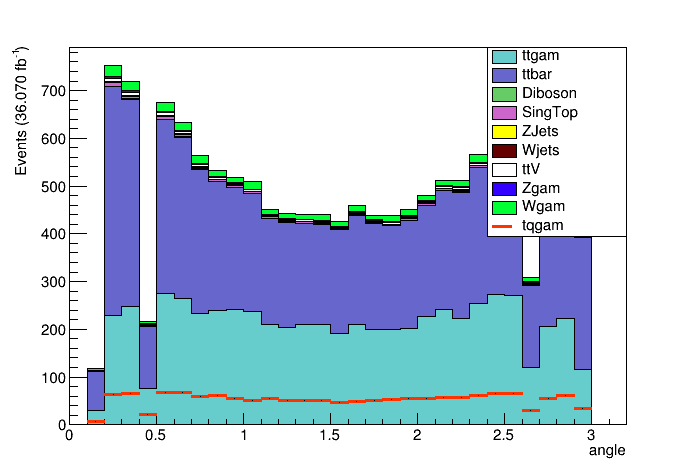 Events (36.070 fb⁻¹)
700
600
500
400
300
200
100
0
0 0.5 1 1.5 2 2.5 3
angle
ttgam
ttbar
Diboson
SingTop
ZJets
Wjets
ttV
Zgam
Wgam
tqgam